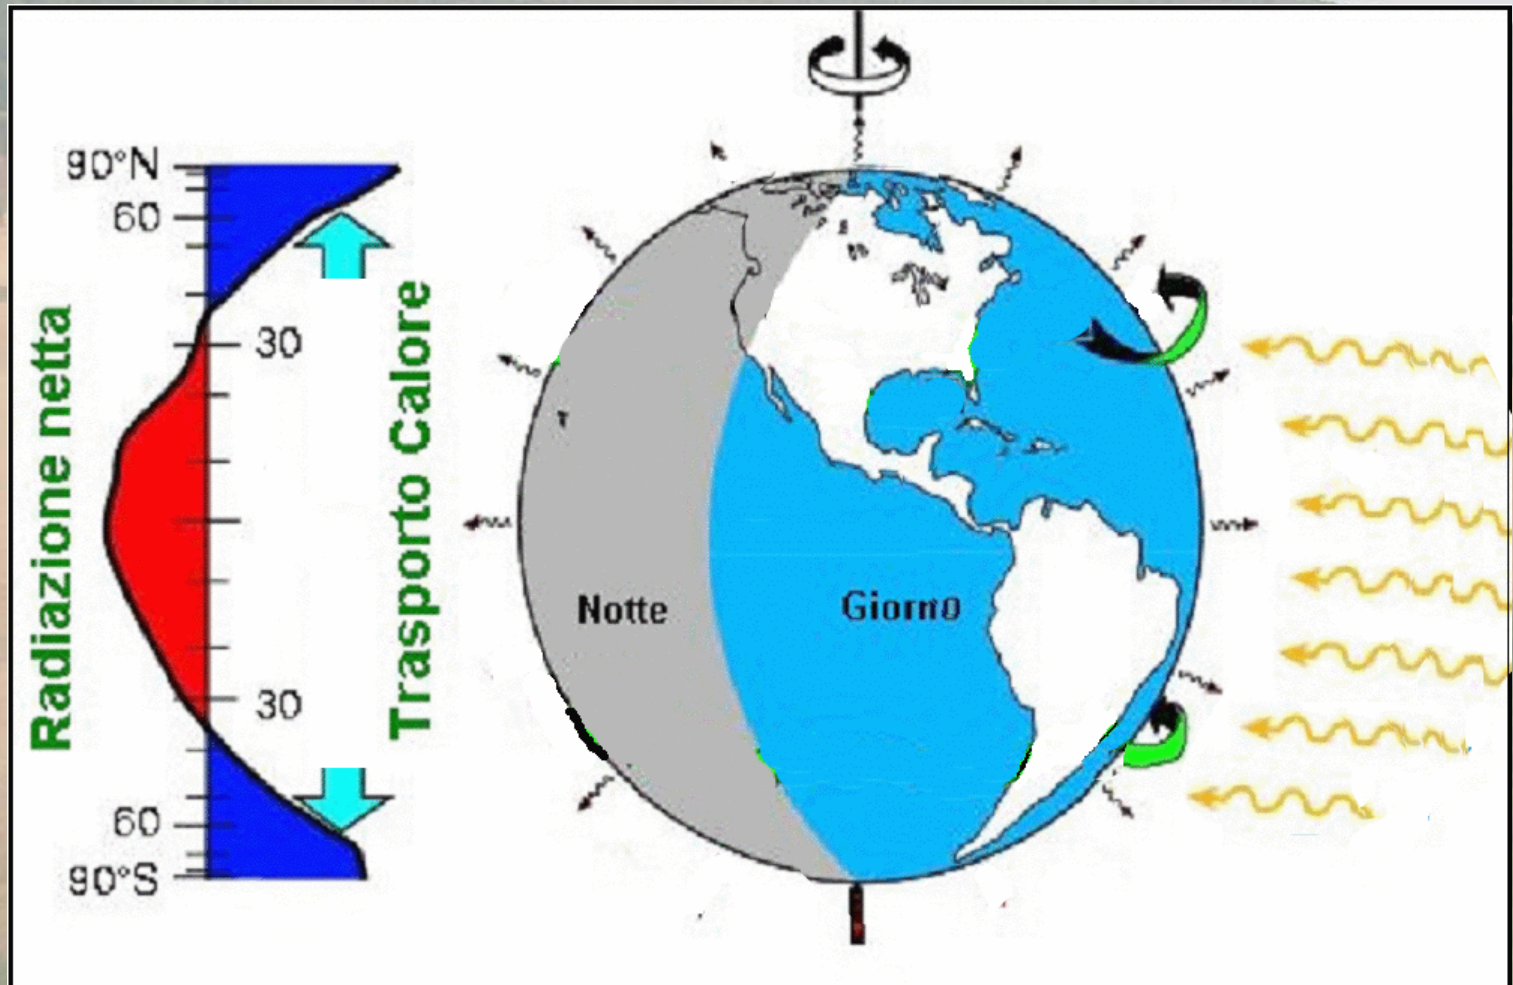 90°N
60
30
30
60
90°S
Radiazione netta
Trasporto Calore
Notte
Giorno